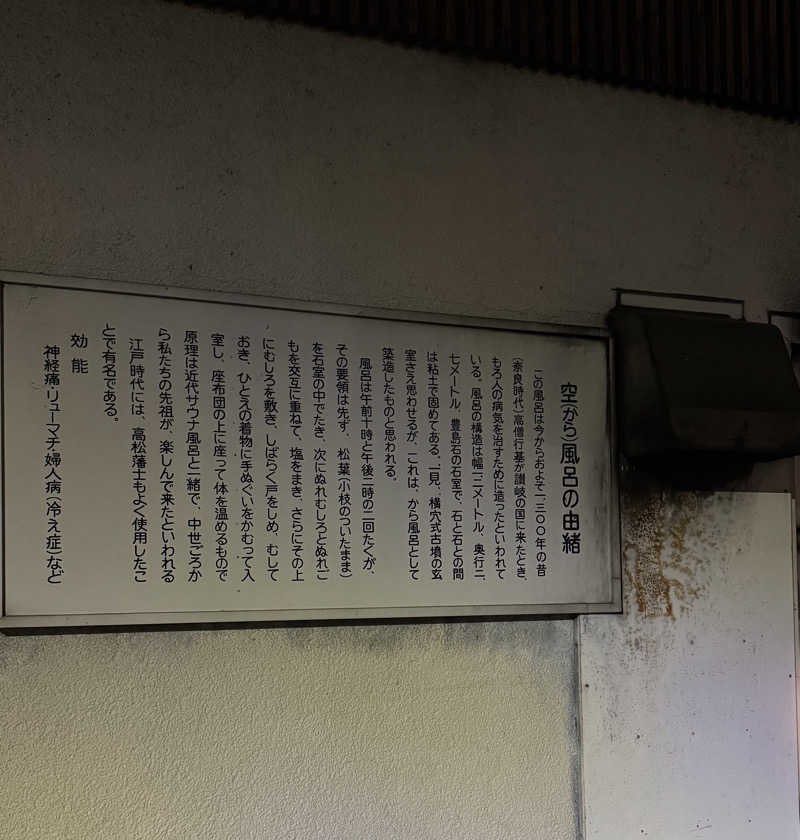 空(から)風呂の由緒
この風呂は今からおよそ一、三〇〇年の昔
(奈良時代)高僧行基が讃岐の国に来たとき、
もろ人の病気を治すために造ったといわれて
いる。風呂の構造は幅一、二メートル、奥行二、
七メートル、豊島石の石室で、石と石との間
は粘土で固めてある。一見、横穴式古墳の玄
室さえ思わせるが、これは、から風呂として
築造したものと思われる。
風呂は午前十時と午後二時の二回たくが、
その要領は先ず、松葉(小枝のついたまま)
を石室の中でたき、次にぬれむしろとぬれご
もを交互に重ねて、塩をまき、さらにその上
にむしろを敷き、しばらく戸をしめ、むして
おき、ひとえの着物に手ぬぐいをかむって入
室し、座布団の上に座って体を温めるもので
原理は近代サウナ風呂と一緒で、中世ごろか
ら私たちの先祖が、楽しんで来たといわれる
江戸時代には、高松藩士もよく使用したこ
とで有名である。
効能
神経痛・リューマチ・婦人病(冷え症)など